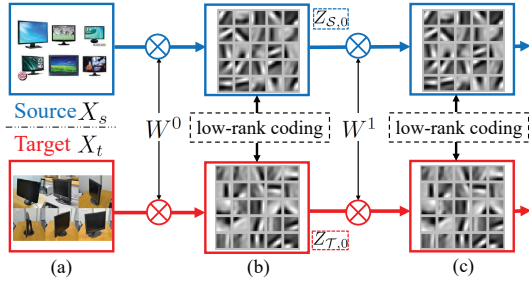 Z_{S,0}
Source X_s
Target X_t
W^0
low-rank coding
W^1
low-rank coding
Z_{T,0}
(a)
(b)
(c)